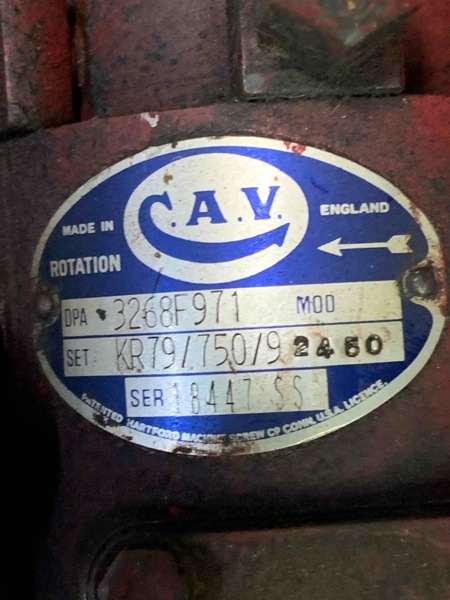 C.A.V.
MADE IN ENGLAND
ROTATION
DPA 3268F971 MOD
SET KR79/750/9 2460
SER 18447 SS
PATENTED HARTFORD MACHINE SCREW CO CONN. U.S.A. LICENCE.